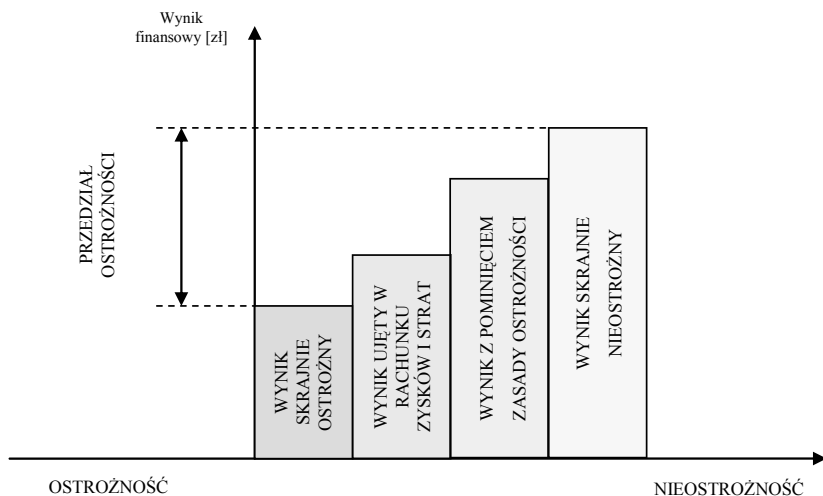 Wynik
finansowy [zł]
PRZEDZIAŁ
OSTROŻNOŚCI
WYNIK
SKRAJNIE
OSTROŻNY
WYNIK UJĘTY W
RACHUNKU
ZYSKÓW I STRAT
WYNIK Z POMINIĘCIEM
ZASADY OSTROŻNOŚCI
WYNIK SKRAJNIE
NIEOSTROŻNY
OSTROŻNOŚĆ
NIEOSTROŻNOŚĆ